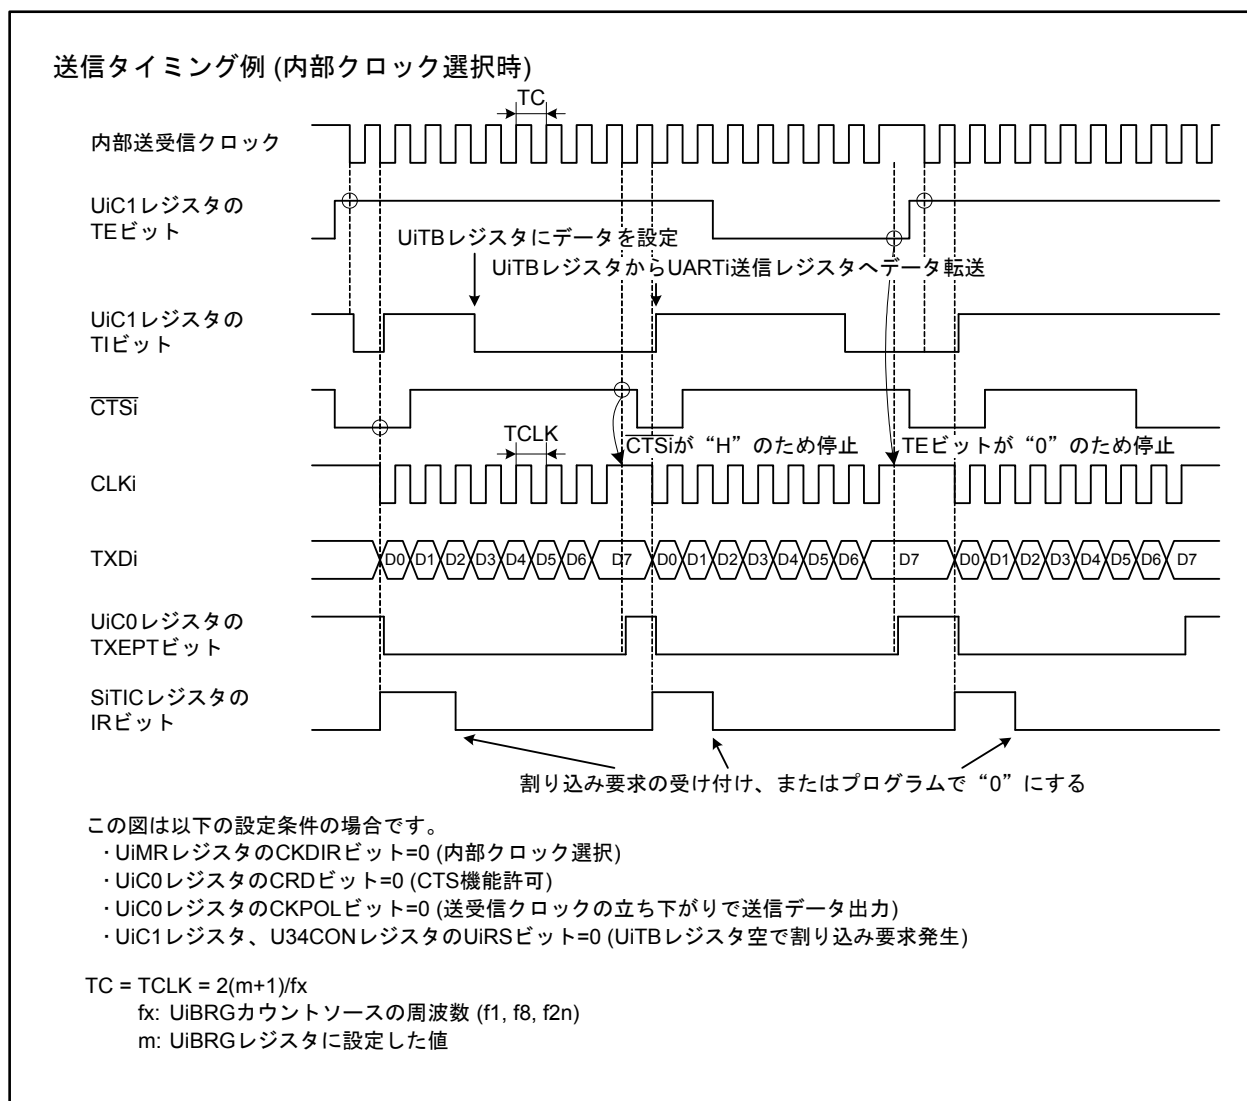 送信タイミング例 (内部クロック選択時)
TC
内部送受信クロック
UiC1レジスタの
TEビット
UiTBレジスタにデータを設定
UiTBレジスタからUARTi送信レジスタへデータ転送
UiC1レジスタの
TIビット
CTSi
TCLK
CTSiが“H”のため停止
TEビットが“0”のため停止
CLKi
TXDi
D0 D1 D2 D3 D4 D5 D6 D7 D0 D1 D2 D3 D4 D5 D6 D7 D0 D1 D2 D3 D4 D5 D6 D7
UiC0レジスタの
TXEPTビット
SiTICレジスタの
IRビット
割り込み要求の受け付け、またはプログラムで“0”にする
この図は以下の設定条件の場合です。
・UiMRレジスタのCKDIRビット=0 (内部クロック選択)
・UiC0レジスタのCRDビット=0 (CTS機能許可)
・UiC0レジスタのCKPOLビット=0 (送受信クロックの立ち下がりで送信データ出力)
・UiC1レジスタ、U34CONレジスタのUiRSビット=0 (UiTBレジスタ空で割り込み要求発生)
TC = TCLK = 2(m+1)/fx
fx: UiBRGカウントソースの周波数 (f1, f8, f2n)
m: UiBRGレジスタに設定した値